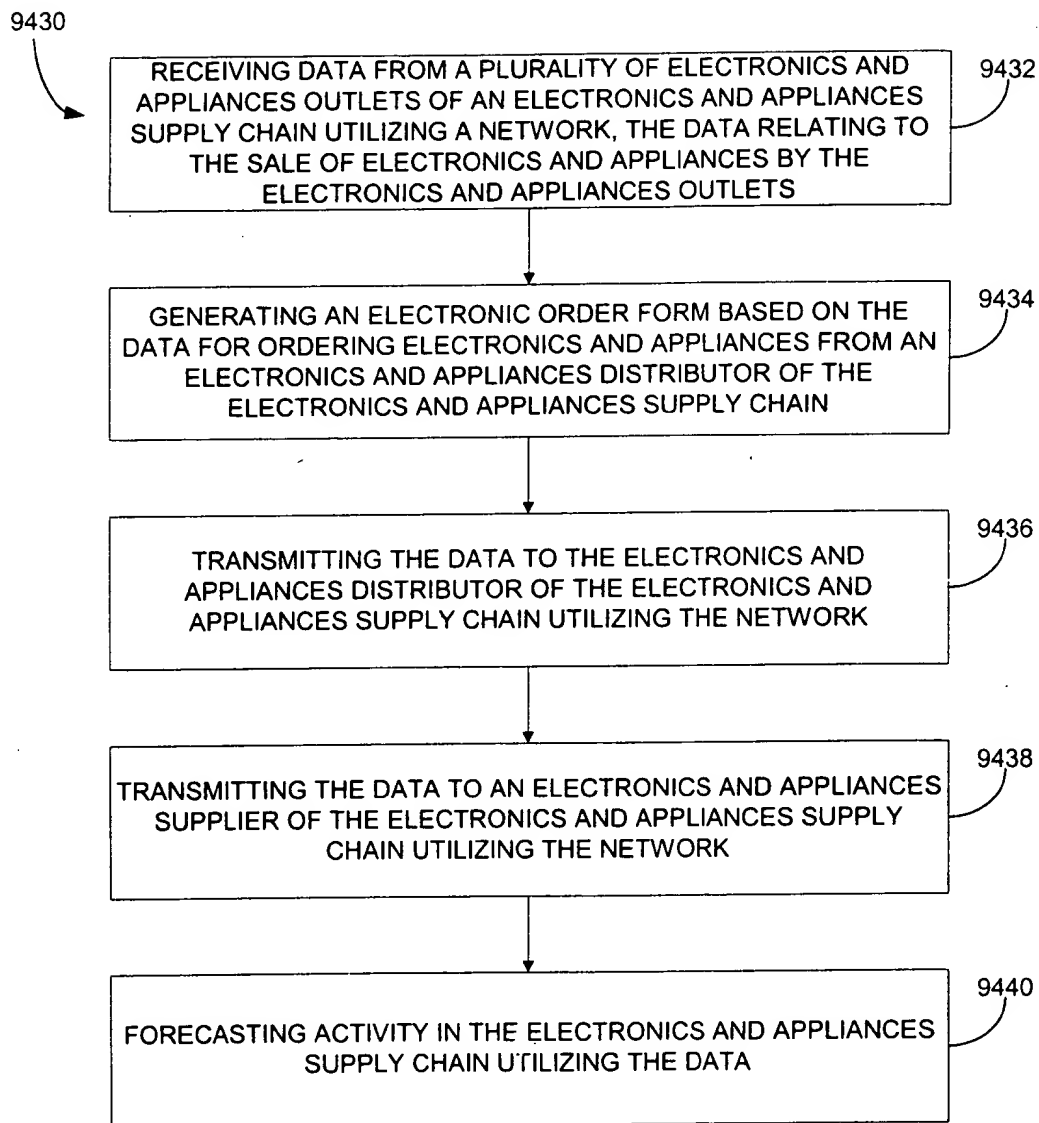 9430
RECEIVING DATA FROM A PLURALITY OF ELECTRONICS AND
APPLIANCES OUTLETS OF AN ELECTRONICS AND APPLIANCES
SUPPLY CHAIN UTILIZING A NETWORK, THE DATA RELATING TO
THE SALE OF ELECTRONICS AND APPLIANCES BY THE
ELECTRONICS AND APPLIANCES OUTLETS
9432
GENERATING AN ELECTRONIC ORDER FORM BASED ON THE
DATA FOR ORDERING ELECTRONICS AND APPLIANCES FROM AN
ELECTRONICS AND APPLIANCES DISTRIBUTOR OF THE
ELECTRONICS AND APPLIANCES SUPPLY CHAIN
9434
TRANSMITTING THE DATA TO THE ELECTRONICS AND
APPLIANCES DISTRIBUTOR OF THE ELECTRONICS AND
APPLIANCES SUPPLY CHAIN UTILIZING THE NETWORK
9436
TRANSMITTING THE DATA TO AN ELECTRONICS AND APPLIANCES
SUPPLIER OF THE ELECTRONICS AND APPLIANCES SUPPLY
CHAIN UTILIZING THE NETWORK
9438
FORECASTING ACTIVITY IN THE ELECTRONICS AND APPLIANCES
SUPPLY CHAIN UTILIZING THE DATA
9440